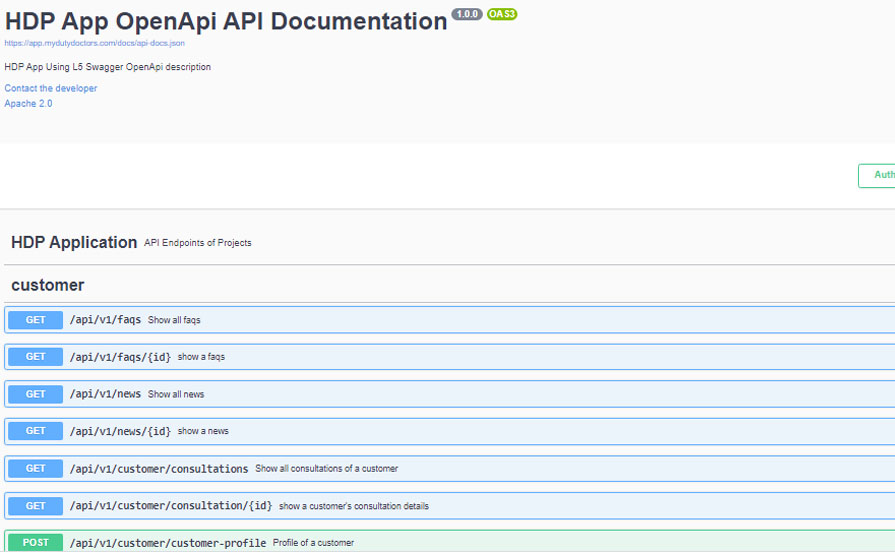 HDP App OpenApi API Documentation 1.0.0 OAS3
https://app.mydutydoctors.com/docs/api-docs.json
HDP App Using L5 Swagger OpenApi description
Contact the developer
Apache 2.0
Auth
HDP Application API Endpoints of Projects
customer
GET /api/v1/faqs Show all faqs
GET /api/v1/faqs/{id} show a faqs
GET /api/v1/news Show all news
GET /api/v1/news/{id} show a news
GET /api/v1/customer/consultations Show all consultations of a customer
GET /api/v1/customer/consultation/{id} show a customer's consultation details
POST /api/v1/customer/customer-profile Profile of a customer